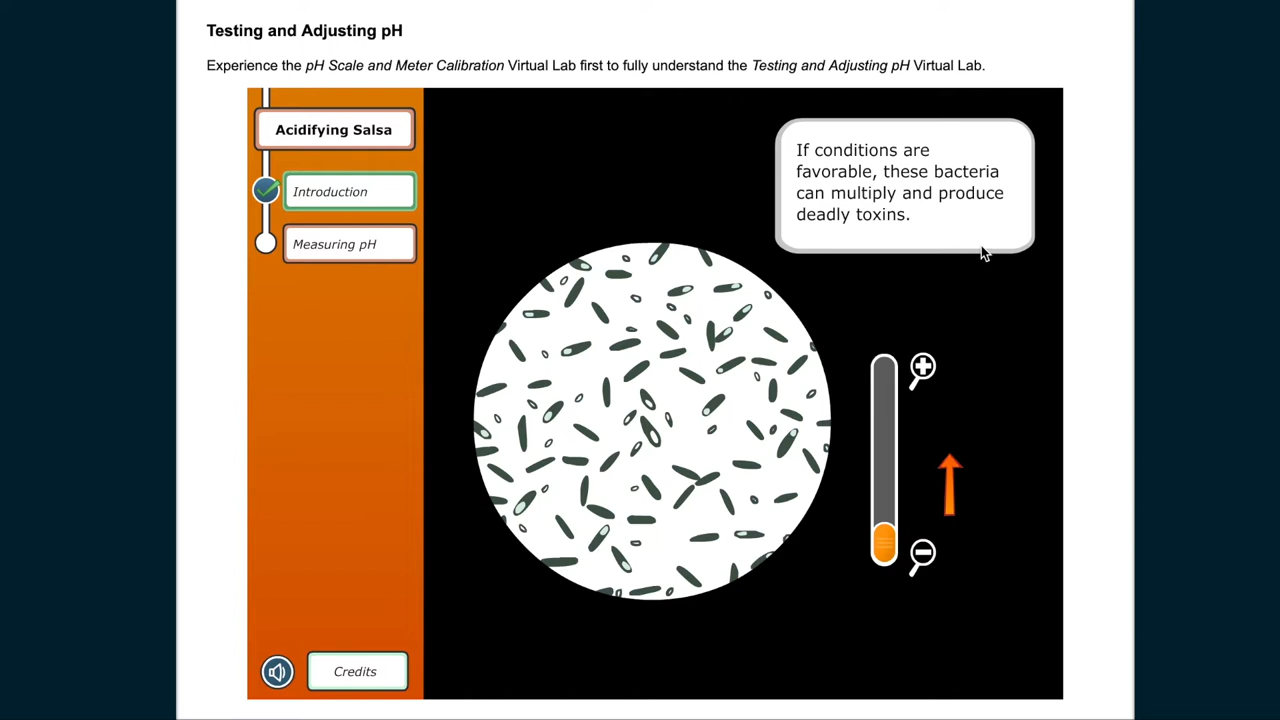 Testing and Adjusting pH
Experience the pH Scale and Meter Calibration Virtual Lab first to fully understand the Testing and Adjusting pH Virtual Lab.
Acidifying Salsa
Introduction
Measuring pH
If conditions are
favorable, these bacteria
can multiply and produce
deadly toxins.
Credits